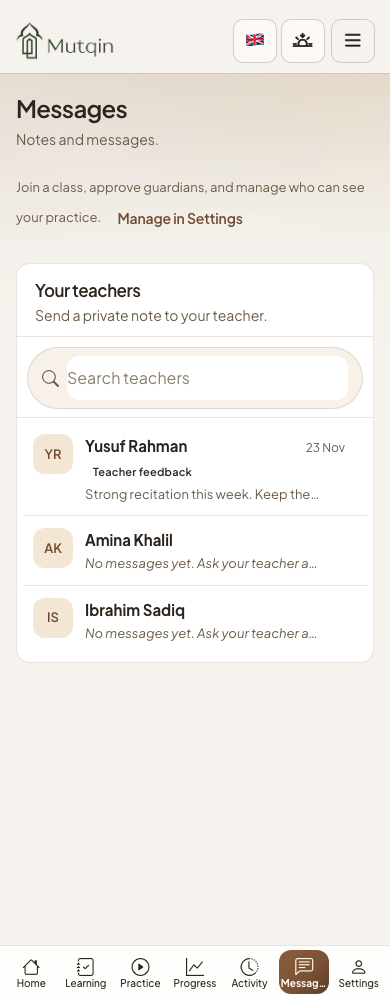 Mutqin
Messages
Notes and messages.
Join a class, approve guardians, and manage who can see
your practice. Manage in Settings
Your teachers
Send a private note to your teacher.
Search teachers
YR
Yusuf Rahman
23 Nov
Teacher feedback
Strong recitation this week. Keep the…
AK
Amina Khalil
No messages yet. Ask your teacher a…
IS
Ibrahim Sadiq
No messages yet. Ask your teacher a…
Home Learning Practice Progress Activity Messag… Settings